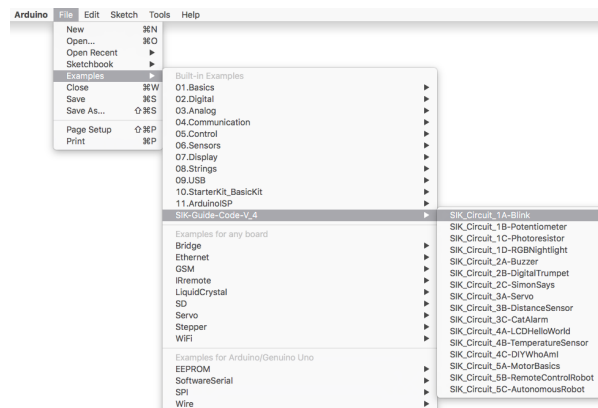 Arduino File Edit Sketch Tools Help
New ⌘N
Open... ⌘O
Open Recent ▶
Sketchbook ▶
Examples ▶
Close ⌘W
Save ⌘S
Save As... ⇧⌘S
Page Setup ⇧⌘P
Print ⌘P
Built-in Examples
01.Basics ▶
02.Digital ▶
03.Analog ▶
04.Communication ▶
05.Control ▶
06.Sensors ▶
07.Display ▶
08.Strings ▶
09.USB ▶
10.StarterKit_BasicKit ▶
11.ArduinoISP ▶
SIK-Guide-Code-V_4 ▶
Examples for any board
Bridge ▶
Ethernet ▶
GSM ▶
IRremote ▶
LiquidCrystal ▶
SD ▶
Servo ▶
Stepper ▶
WiFi ▶
Examples for Arduino/Genuino Uno
EEPROM ▶
SoftwareSerial ▶
SPI ▶
Wire ▶
SIK_Circuit_1A-Blink
SIK_Circuit_1B-Potentiometer
SIK_Circuit_1C-Photoresistor
SIK_Circuit_1D-RGBNightlight
SIK_Circuit_2A-Buzzer
SIK_Circuit_2B-DigitalTrumpet
SIK_Circuit_2C-SimonSays
SIK_Circuit_3A-Servo
SIK_Circuit_3B-DistanceSensor
SIK_Circuit_3C-CatAlarm
SIK_Circuit_4A-LCDHelloWorld
SIK_Circuit_4B-TemperatureSensor
SIK_Circuit_4C-DIYWhoAmI
SIK_Circuit_5A-MotorBasics
SIK_Circuit_5B-RemoteControlRobot
SIK_Circuit_5C-AutonomousRobot